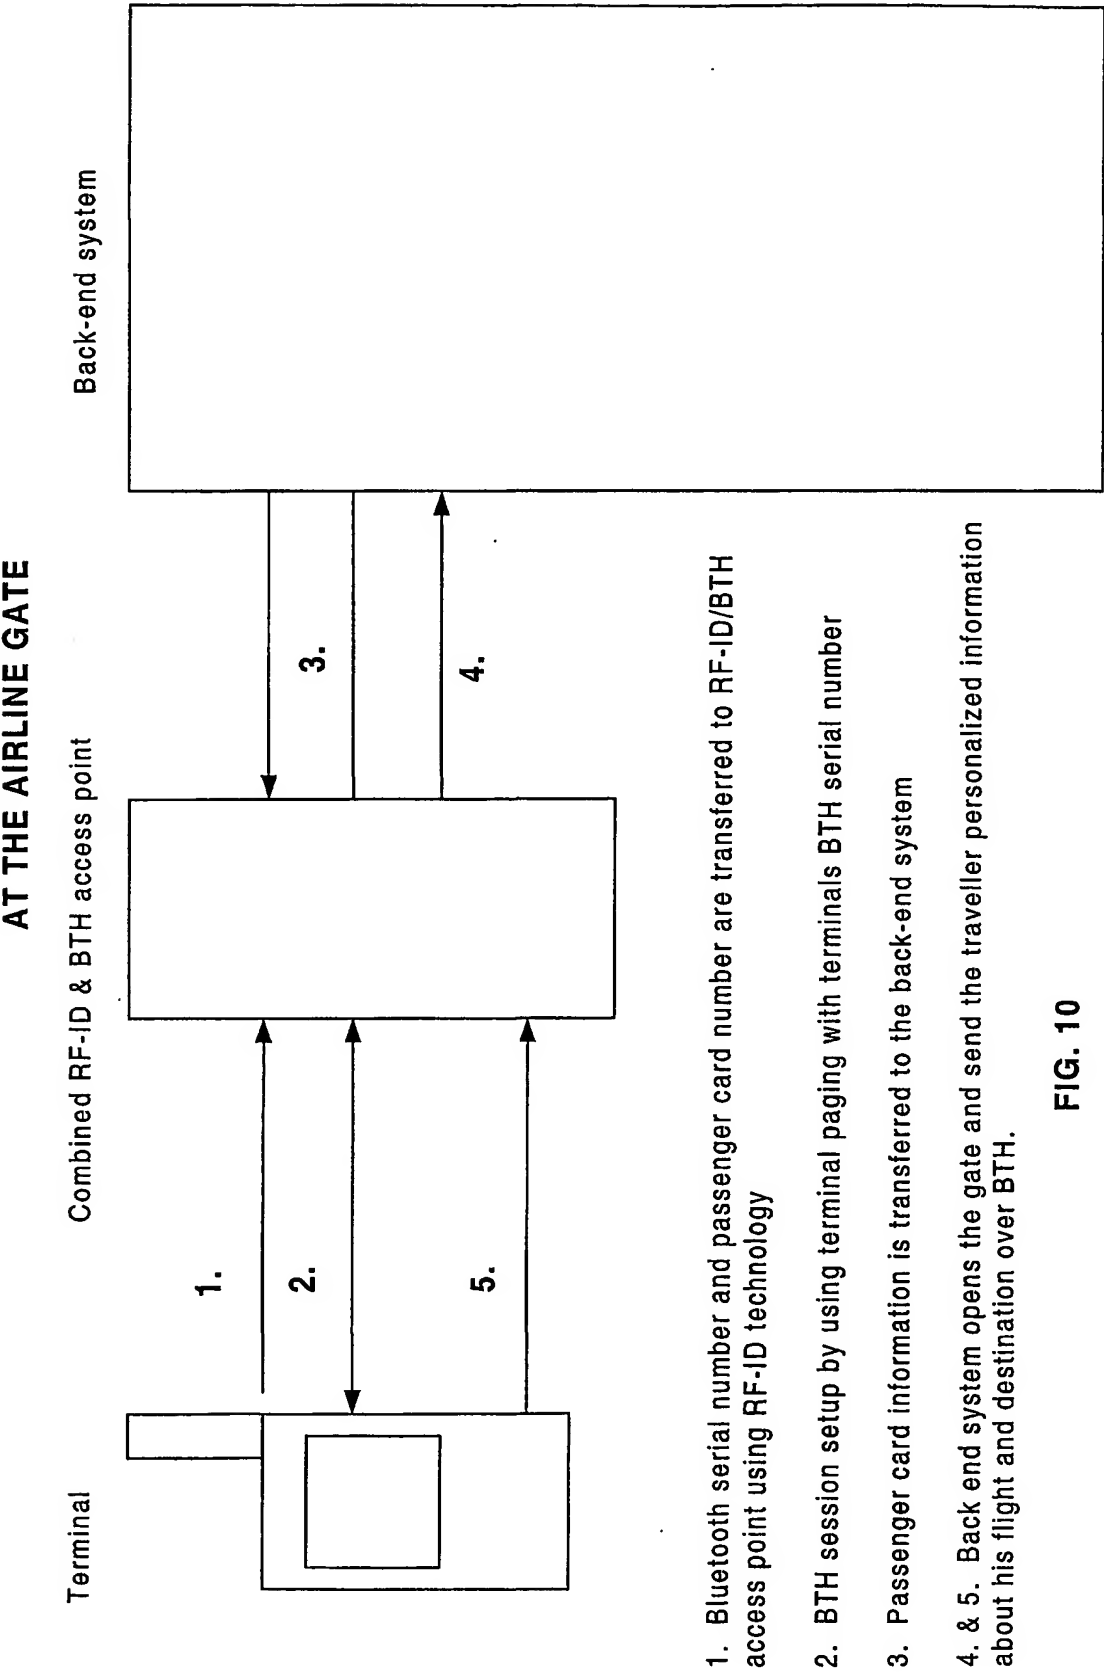 AT THE AIRLINE GATE
Terminal
Combined RF-ID & BTH access point
Back-end system
1.
2.
3.
4.
5.
1. Bluetooth serial number and passenger card number are transferred to RF-ID/BTH
access point using RF-ID technology
2. BTH session setup by using terminal paging with terminals BTH serial number
3. Passenger card information is transferred to the back-end system
4. & 5. Back end system opens the gate and send the traveller personalized information
about his flight and destination over BTH.
FIG. 10